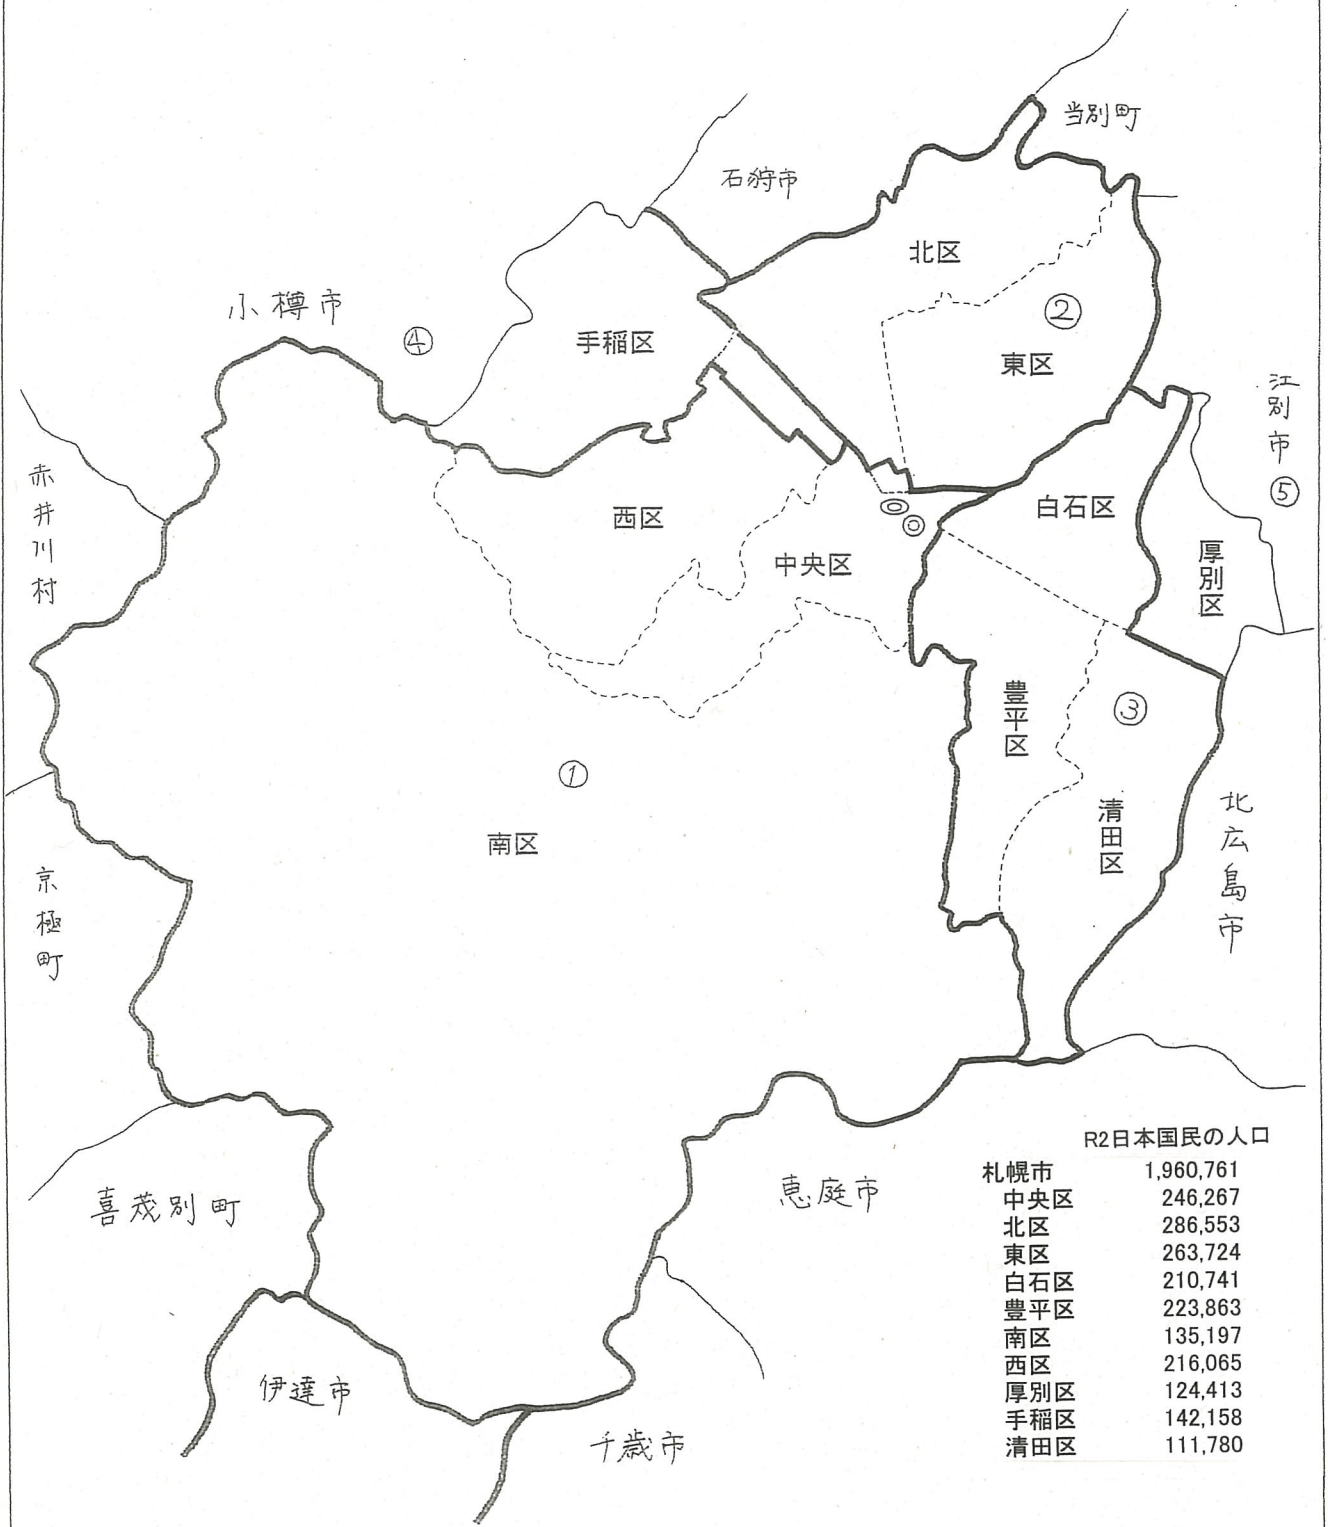 当別町
石狩市
北区
小樽市
④
手稲区
②
東区
江別市
⑤
赤井川村
西区
白石区
中央区
厚別区
豊平区
③
①
南区
清田区
北広島市
京極町
喜茂別町
恵庭市
伊達市
千歳市
R2日本国民の人口
札幌市 1,960,761
中央区 246,267
北区 286,553
東区 263,724
白石区 210,741
豊平区 223,863
南区 135,197
西区 216,065
厚別区 124,413
手稲区 142,158
清田区 111,780